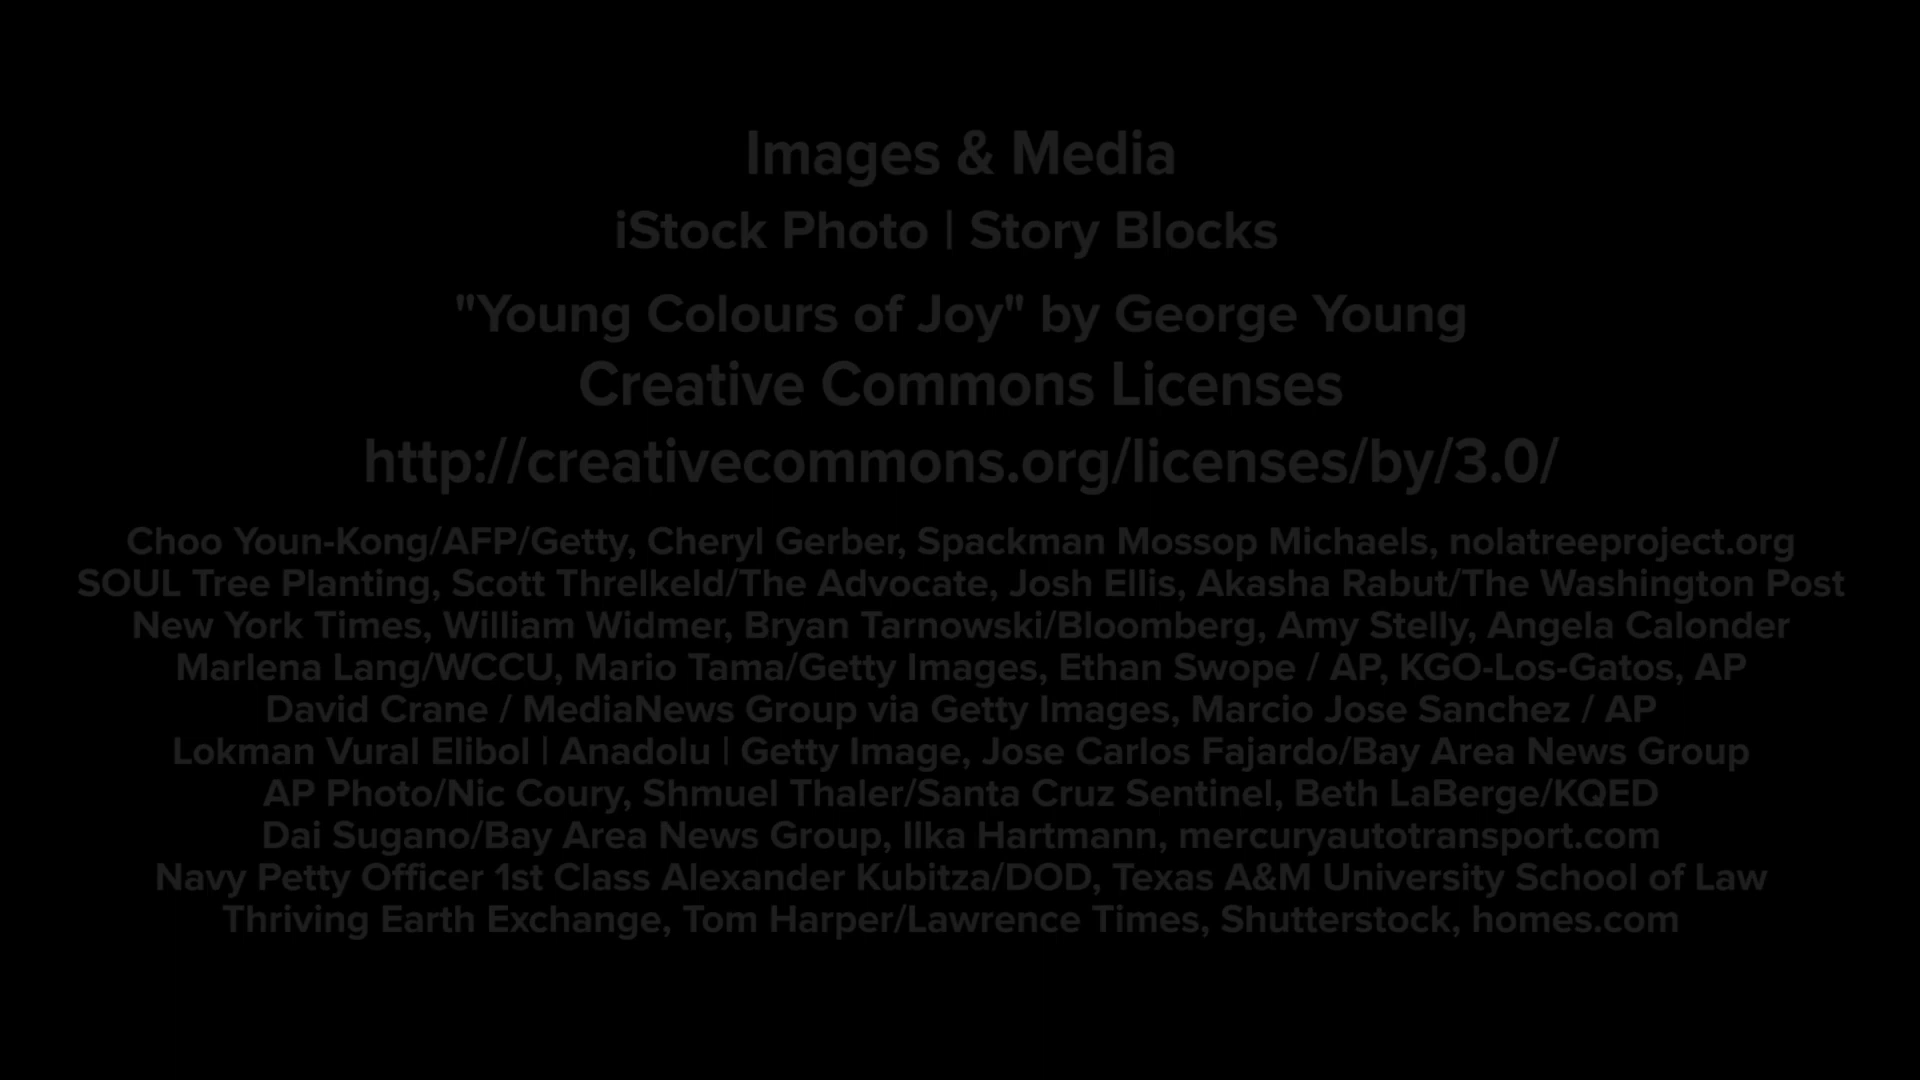 Images & Media
iStock Photo | Story Blocks
"Young Colours of Joy" by George Young
Creative Commons Licenses
http://creativecommons.org/licenses/by/3.0/
Choo Youn-Kong/AFP/Getty, Cheryl Gerber, Spackman Mossop Michaels, nolatreeproject.org
SOUL Tree Planting, Scott Threlkeld/The Advocate, Josh Ellis, Akasha Rabut/The Washington Post
New York Times, William Widmer, Bryan Tarnowski/Bloomberg, Amy Stelly, Angela Calonder
Marlena Lang/WCCU, Mario Tama/Getty Images, Ethan Swope / AP, KGO-Los-Gatos, AP
David Crane / MediaNews Group via Getty Images, Marcio Jose Sanchez / AP
Lokman Vural Elibol | Anadolu | Getty Image, Jose Carlos Fajardo/Bay Area News Group
AP Photo/Nic Coury, Shmuel Thaler/Santa Cruz Sentinel, Beth LaBerge/KQED
Dai Sugano/Bay Area News Group, Ilka Hartmann, mercuryautotransport.com
Navy Petty Officer 1st Class Alexander Kubitza/DOD, Texas A&M University School of Law
Thriving Earth Exchange, Tom Harper/Lawrence Times, Shutterstock, homes.com